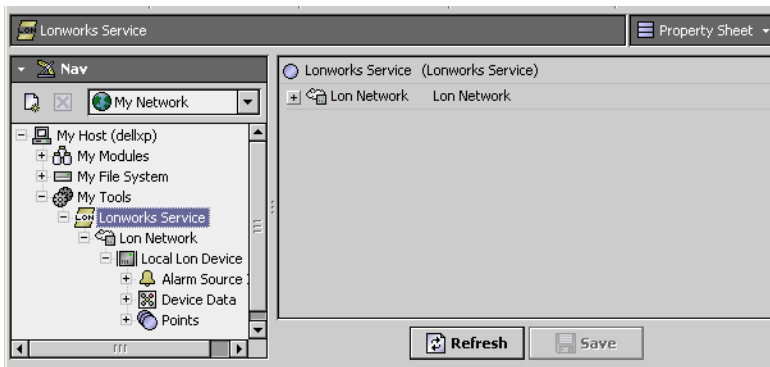 LON Lonworks Service
Property Sheet
Nav
My Network
My Host (dellxp)
My Modules
My File System
My Tools
LON Lonworks Service
Lon Network
Local Lon Device
Alarm Source
Device Data
Points
Lonworks Service (Lonworks Service)
Lon Network Lon Network
Refresh
Save